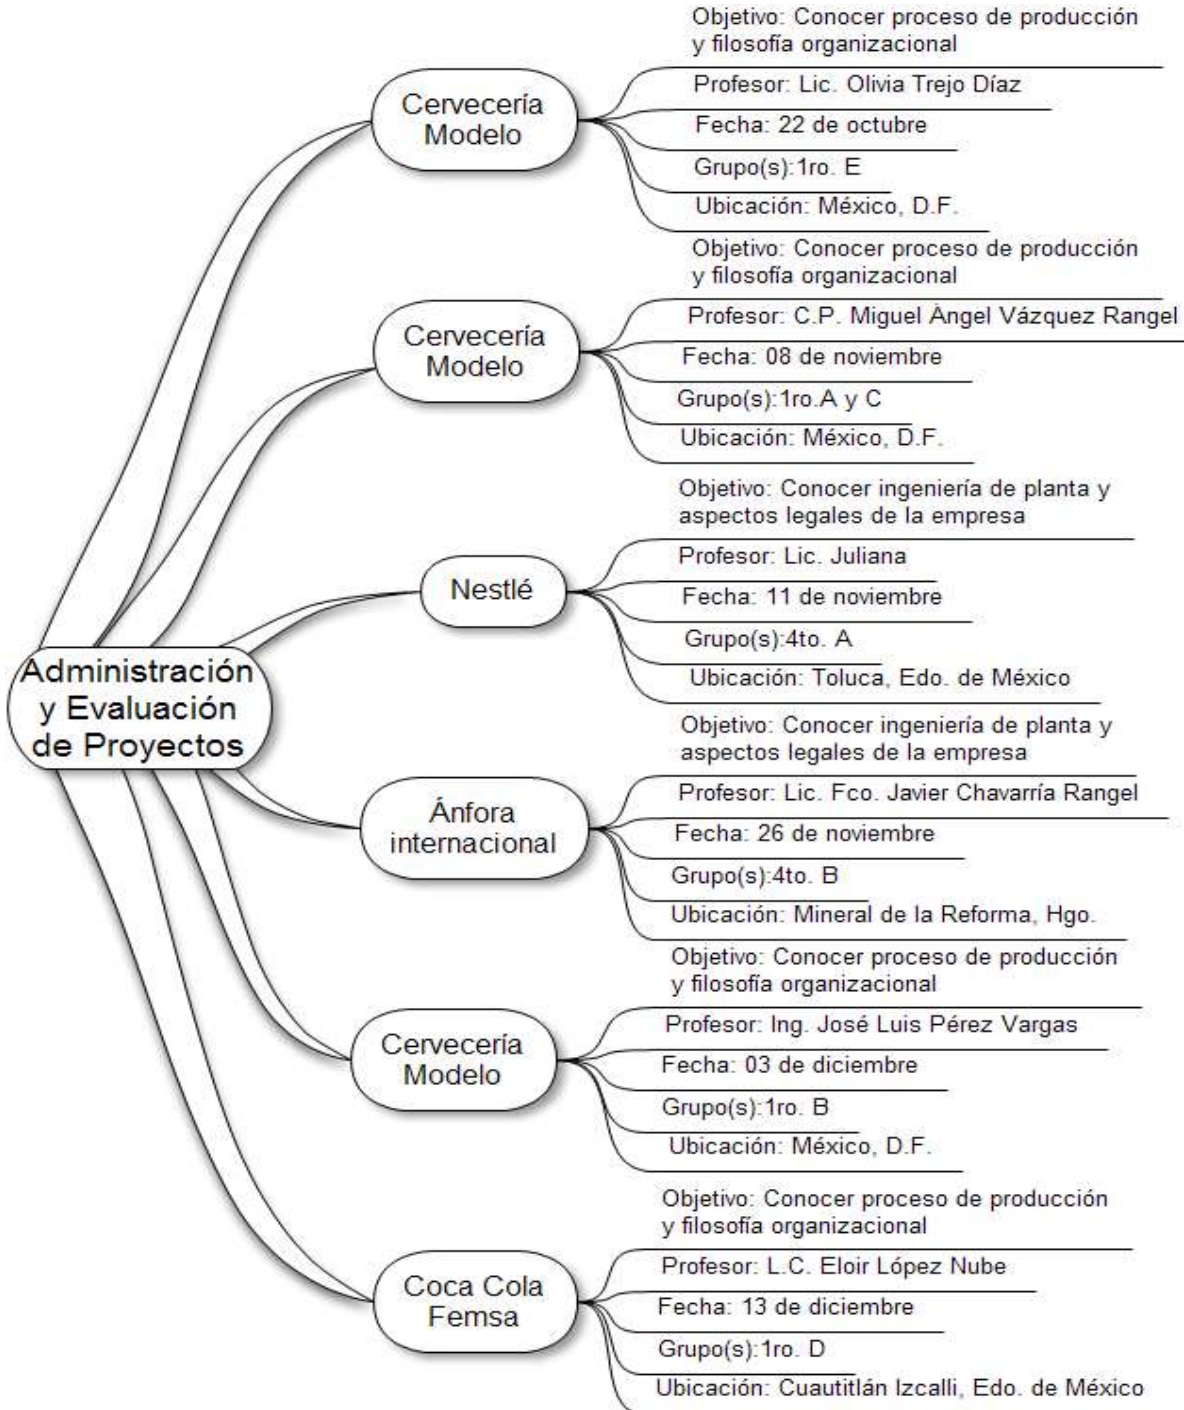 Administración
y Evaluación
de Proyectos
Cervecería
Modelo
Objetivo: Conocer proceso de producción
y filosofía organizacional
Profesor: Lic. Olivia Trejo Díaz
Fecha: 22 de octubre
Grupo(s):1ro. E
Ubicación: México, D.F.
Cervecería
Modelo
Objetivo: Conocer proceso de producción
y filosofía organizacional
Profesor: C.P. Miguel Ángel Vázquez Rangel
Fecha: 08 de noviembre
Grupo(s):1ro.A y C
Ubicación: México, D.F.
Nestlé
Objetivo: Conocer ingeniería de planta y
aspectos legales de la empresa
Profesor: Lic. Juliana
Fecha: 11 de noviembre
Grupo(s):4to. A
Ubicación: Toluca, Edo. de México
Ánfora
internacional
Objetivo: Conocer ingeniería de planta y
aspectos legales de la empresa
Profesor: Lic. Fco. Javier Chavarría Rangel
Fecha: 26 de noviembre
Grupo(s):4to. B
Ubicación: Mineral de la Reforma, Hgo.
Cervecería
Modelo
Objetivo: Conocer proceso de producción
y filosofía organizacional
Profesor: Ing. José Luis Pérez Vargas
Fecha: 03 de diciembre
Grupo(s):1ro. B
Ubicación: México, D.F.
Coca Cola
Femsa
Objetivo: Conocer proceso de producción
y filosofía organizacional
Profesor: L.C. Eloir López Nube
Fecha: 13 de diciembre
Grupo(s):1ro. D
Ubicación: Cuautitlán Izcalli, Edo. de México